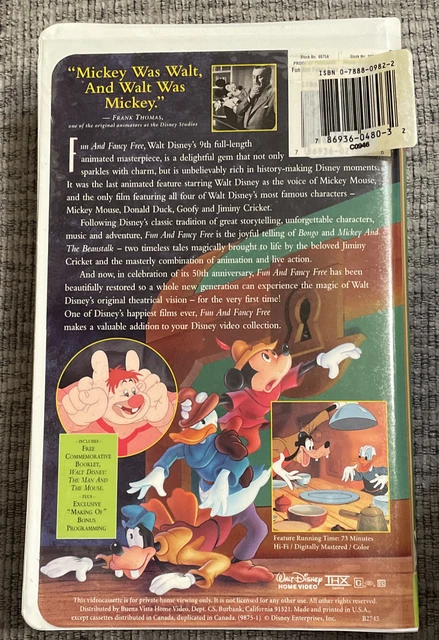 Stock No. 9875
ISBN 0-7888-0982-2
7 86936-0480-3 2
C0946
"Mickey Was Walt,
And Walt Was
Mickey."
— Frank Thomas,
one of the original animators at the Disney Studios
Fun And Fancy Free, Walt Disney's 9th full-length
animated masterpiece, is a delightful gem that not only
sparkles with charm, but is unbelievably rich in history-making Disney moments.
It was the last animated feature starring Walt Disney as the voice of Mickey Mouse,
and the only film featuring all four of Walt Disney's most famous characters –
Mickey Mouse, Donald Duck, Goofy and Jiminy Cricket.
Following Disney's classic tradition of great storytelling, unforgettable characters,
music and adventure, Fun And Fancy Free is the joyful telling of Bongo and Mickey And
The Beanstalk – two timeless tales magically brought to life by the beloved Jiminy
Cricket and the masterly combination of animation and live action.
And now, in celebration of its 50th anniversary, Fun And Fancy Free has been
beautifully restored so a whole new generation can experience the magic of Walt
Disney's original theatrical vision – for the very first time!
One of Disney's happiest films ever, Fun And Fancy Free
makes a valuable addition to your Disney video collection.
- INCLUDES -
Free
Commemorative
Booklet,
Walt Disney:
The Man And
The Mouse.
- PLUS -
Exclusive
"Making Of"
Bonus
Programming
Feature Running Time: 73 Minutes
Hi-Fi / Digitally Mastered / Color
Walt Disney
HOME VIDEO
THX
G
This videocassette is for private home viewing only. It is not licensed for any other use. All other rights reserved.
Distributed by Buena Vista Home Video, Dept. CS, Burbank, California 91521. Made and printed in U.S.A.,
except cassettes distributed in Canada, duplicated in Canada. (9875-1) © Disney Enterprises, Inc.
B2745